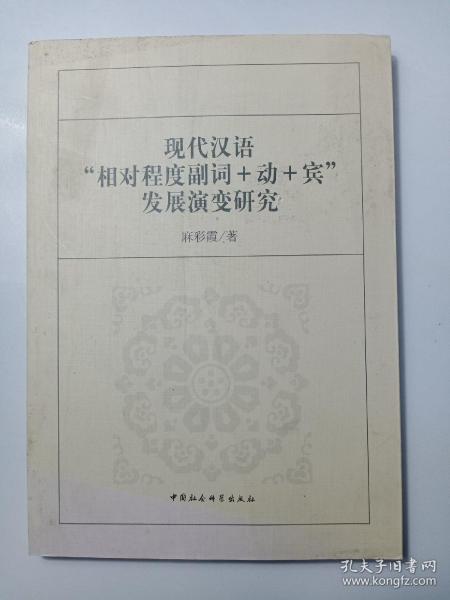 现代汉语
“相对程度副词+动+宾”
发展演变研究
麻彩霞/著
中国社会科学出版社
孔夫子旧书网
www.kongfz.com